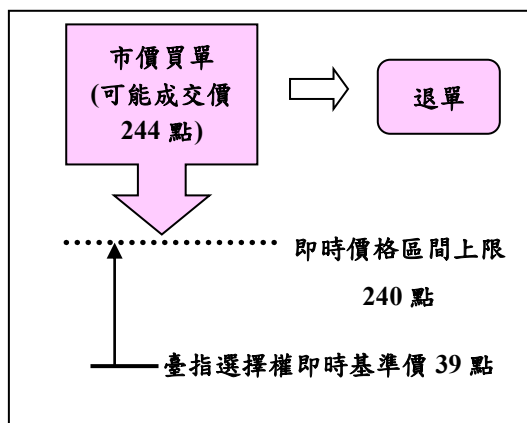 市價買單
(可能成交價
244 點)
退單
即時價格區間上限
240 點
臺指選擇權即時基準價 39 點